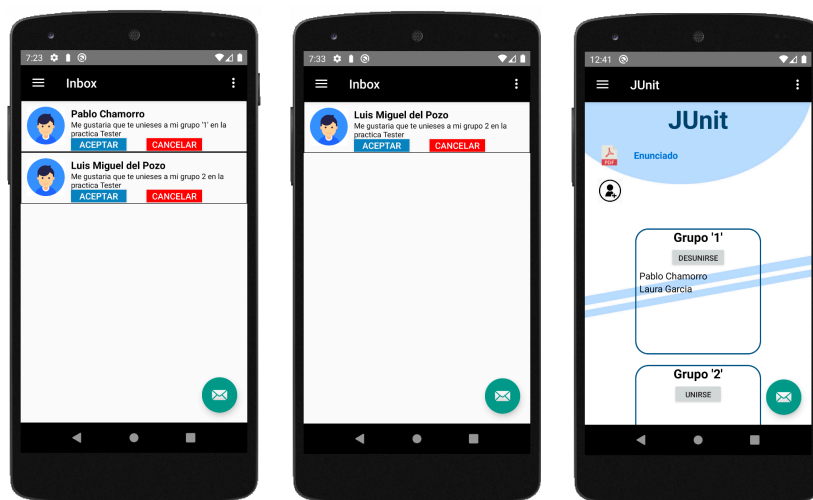 7:23
Inbox
Pablo Chamorro
Me gustaria que te unieses a mi grupo '1' en la
practica Tester
ACEPTAR CANCELAR
Luis Miguel del Pozo
Me gustaria que te unieses a mi grupo 2 en la
practica Tester
ACEPTAR CANCELAR
7:33
Inbox
Luis Miguel del Pozo
Me gustaria que te unieses a mi grupo 2 en la
practica Tester
ACEPTAR CANCELAR
12:41
JUnit
JUnit
PDF Enunciado
Grupo '1'
DESUNIRSE
Pablo Chamorro
Laura Garcia
Grupo '2'
UNIRSE